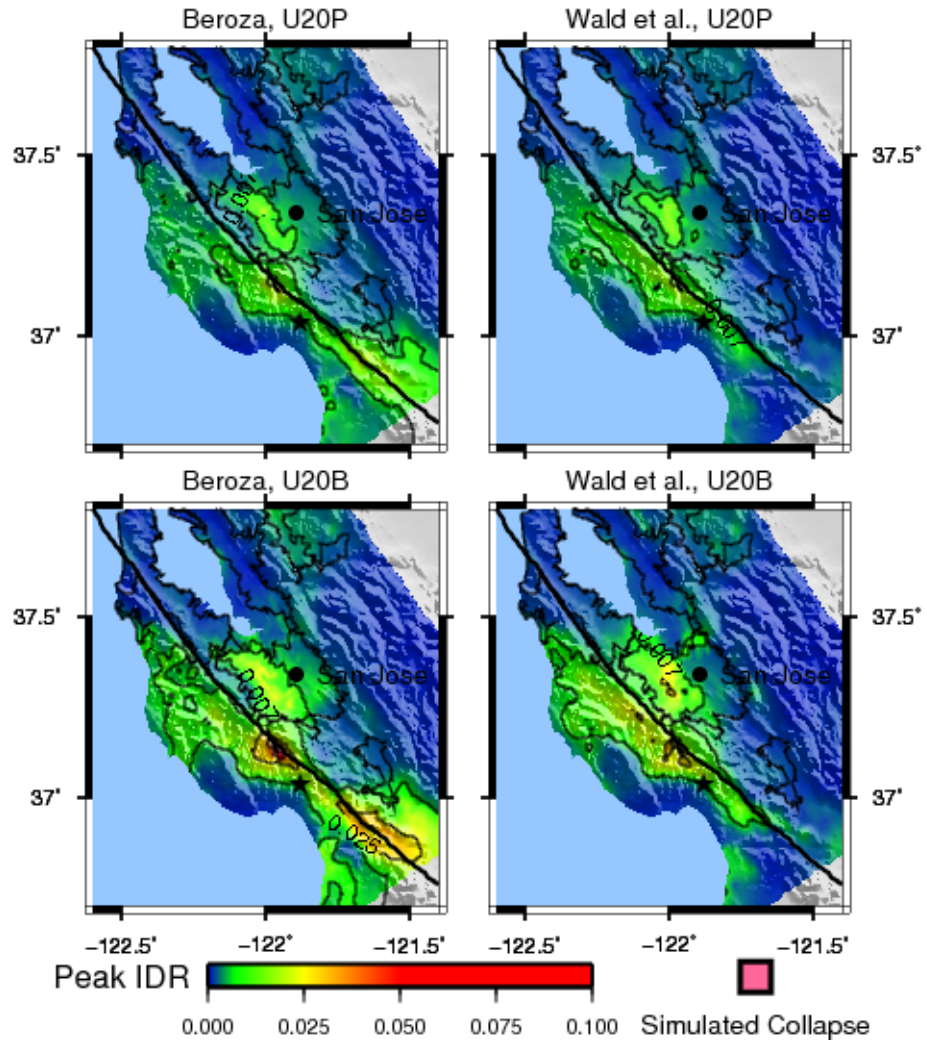 Beroza, U20P
Wald et al., U20P
37.5°
37°
San Jose
San Jose
0.007
37.5°
37°
Beroza, U20B
Wald et al., U20B
37.5°
37°
0.007
San Jose
0.025
0.007
San Jose
37.5°
37°
−122.5° −122° −121.5°
−122.5° −122° −121.5°
Peak IDR
0.000 0.025 0.050 0.075 0.100
Simulated Collapse